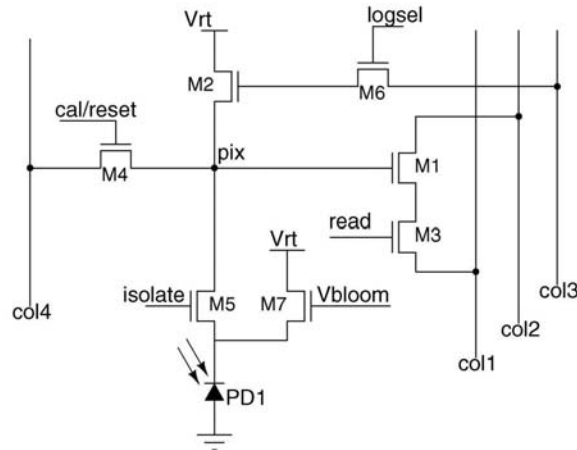 Vrt
logsel
M2
M6
cal/reset
M4
pix
M1
read
M3
Vrt
isolate
M5
M7
Vbloom
col4
col3
col2
col1
PD1